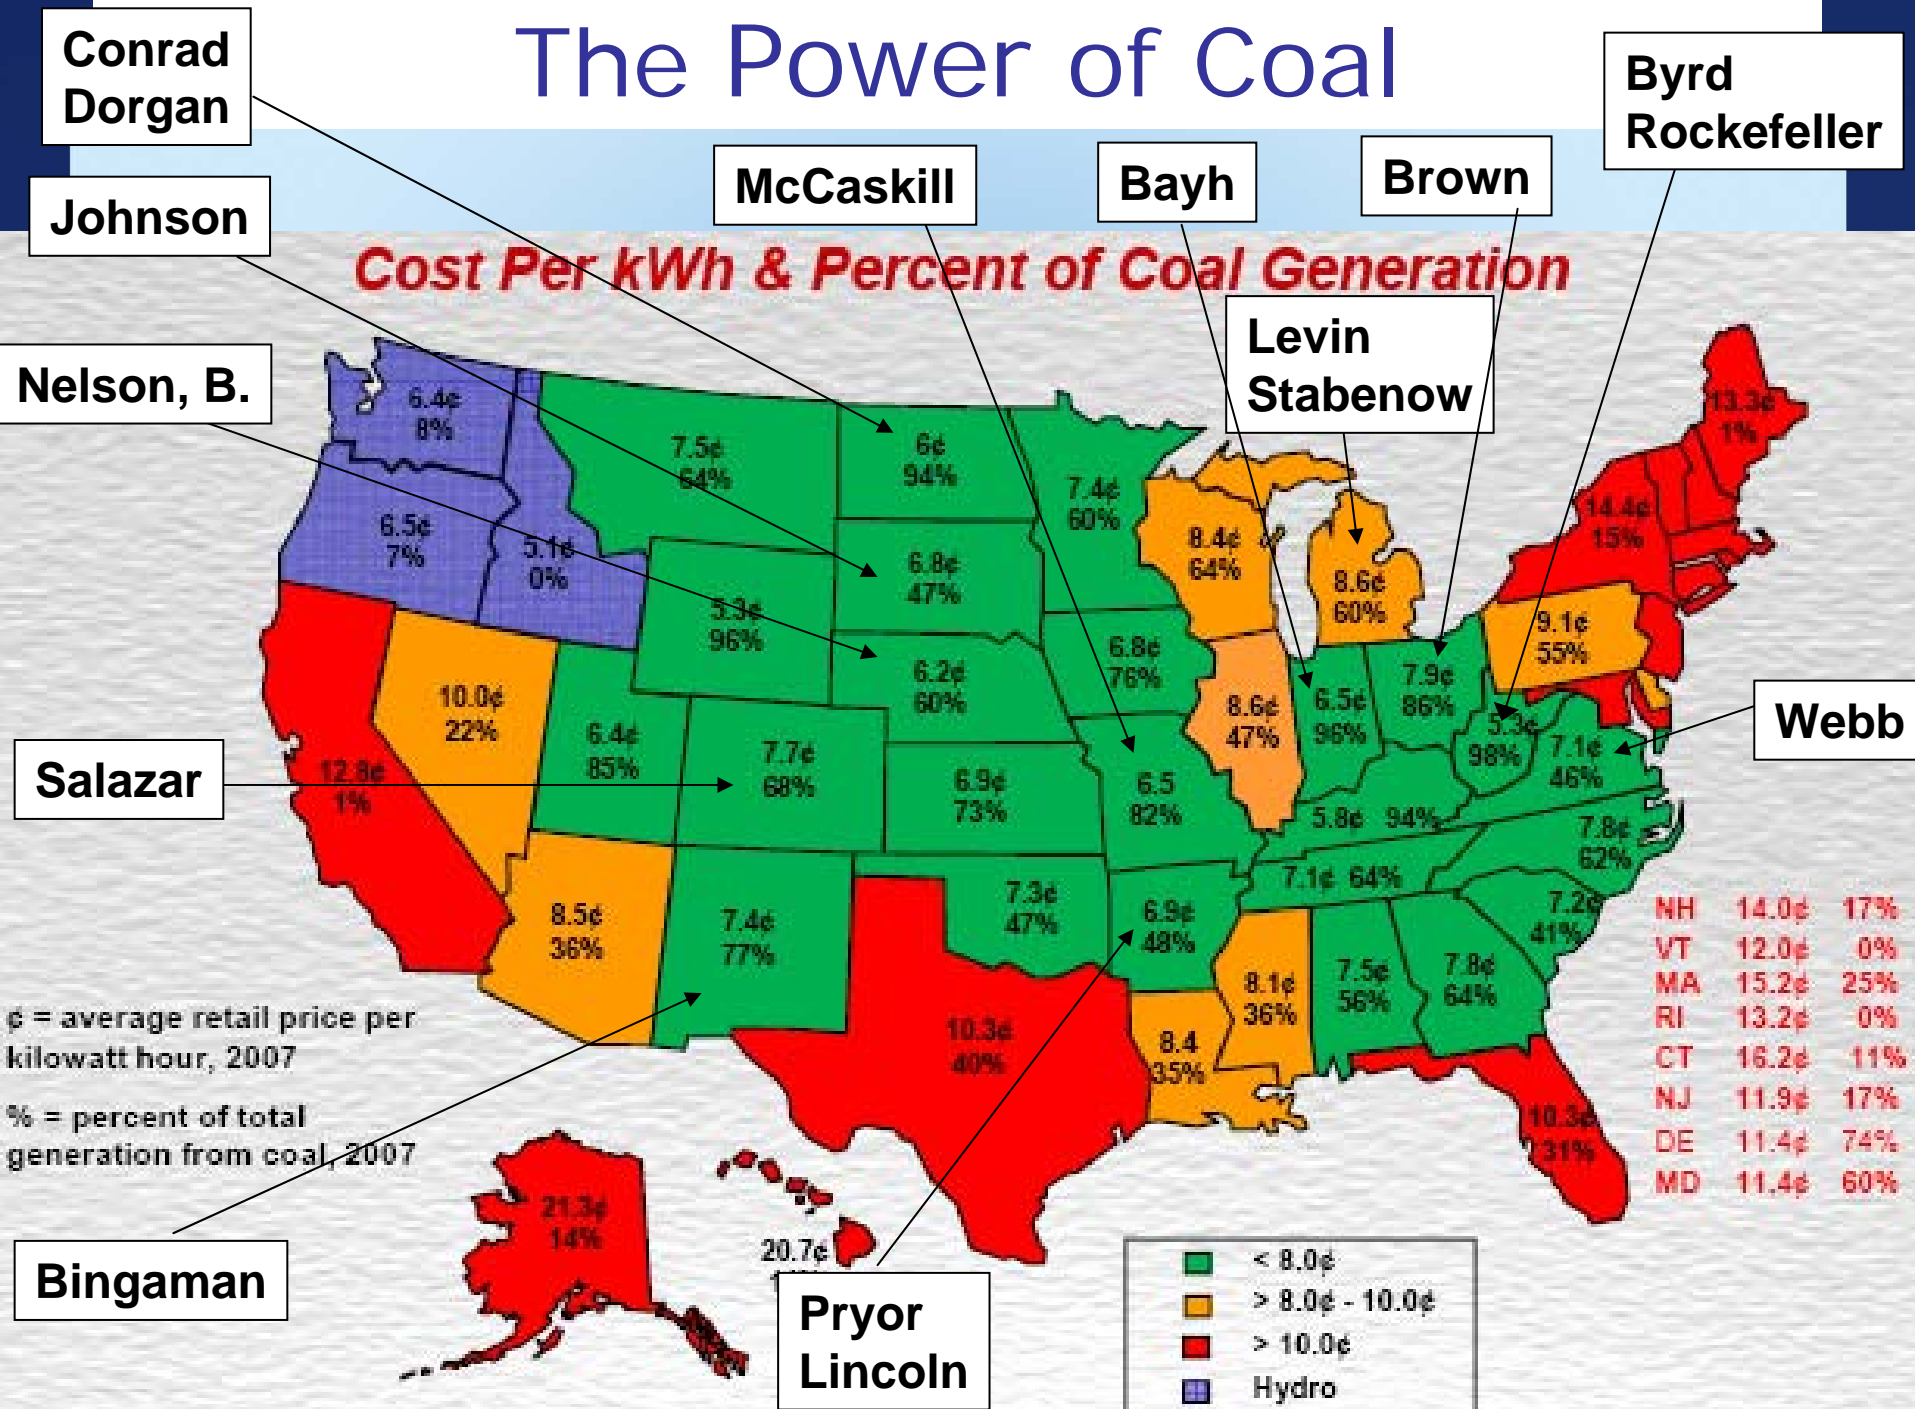 The Power of Coal
Conrad
Dorgan
Byrd
Rockefeller
McCaskill
Bayh
Brown
Johnson
Cost Per kWh & Percent of Coal Generation
Levin
Stabenow
Nelson, B.
Webb
Salazar
Bingaman
Pryor
Lincoln
6.4¢
8%
6.5¢
7%
5.1¢
0%
7.5¢
64%
6¢
94%
7.4¢
60%
8.4¢
64%
8.6¢
60%
14.4¢
15%
13.3¢
1%
5.3¢
96%
6.8¢
47%
6.2¢
60%
6.8¢
76%
8.6¢
47%
6.5¢
96%
7.9¢
86%
9.1¢
55%
5.3¢
98%
7.1¢
46%
12.8¢
1%
10.0¢
22%
6.4¢
85%
7.7¢
68%
6.9¢
73%
6.5
82%
5.8¢ 94%
7.8¢
62%
7.1¢ 64%
7.2¢
41%
8.5¢
36%
7.4¢
77%
7.3¢
47%
6.9¢
48%
8.1¢
36%
7.5¢
56%
7.8¢
64%
10.3¢
40%
8.4
35%
10.3¢
31%
21.3¢
14%
20.7¢
NH 14.0¢ 17%
VT 12.0¢ 0%
MA 15.2¢ 25%
RI 13.2¢ 0%
CT 16.2¢ 11%
NJ 11.9¢ 17%
DE 11.4¢ 74%
MD 11.4¢ 60%
¢ = average retail price per
kilowatt hour, 2007
% = percent of total
generation from coal, 2007
< 8.0¢
> 8.0¢ - 10.0¢
> 10.0¢
Hydro